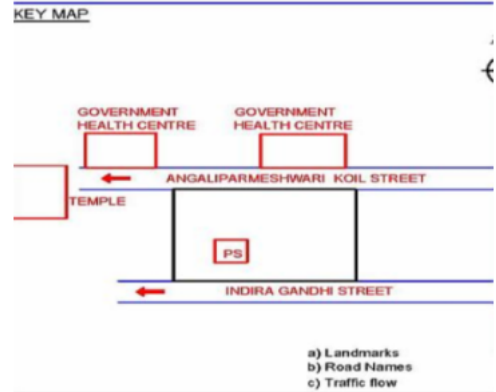 KEY MAP
GOVERNMENT
HEALTH CENTRE
GOVERNMENT
HEALTH CENTRE
ANGALIPARMESHWARI KOIL STREET
TEMPLE
PS
INDIRA GANDHI STREET
a) Landmarks
b) Road Names
c) Traffic flow